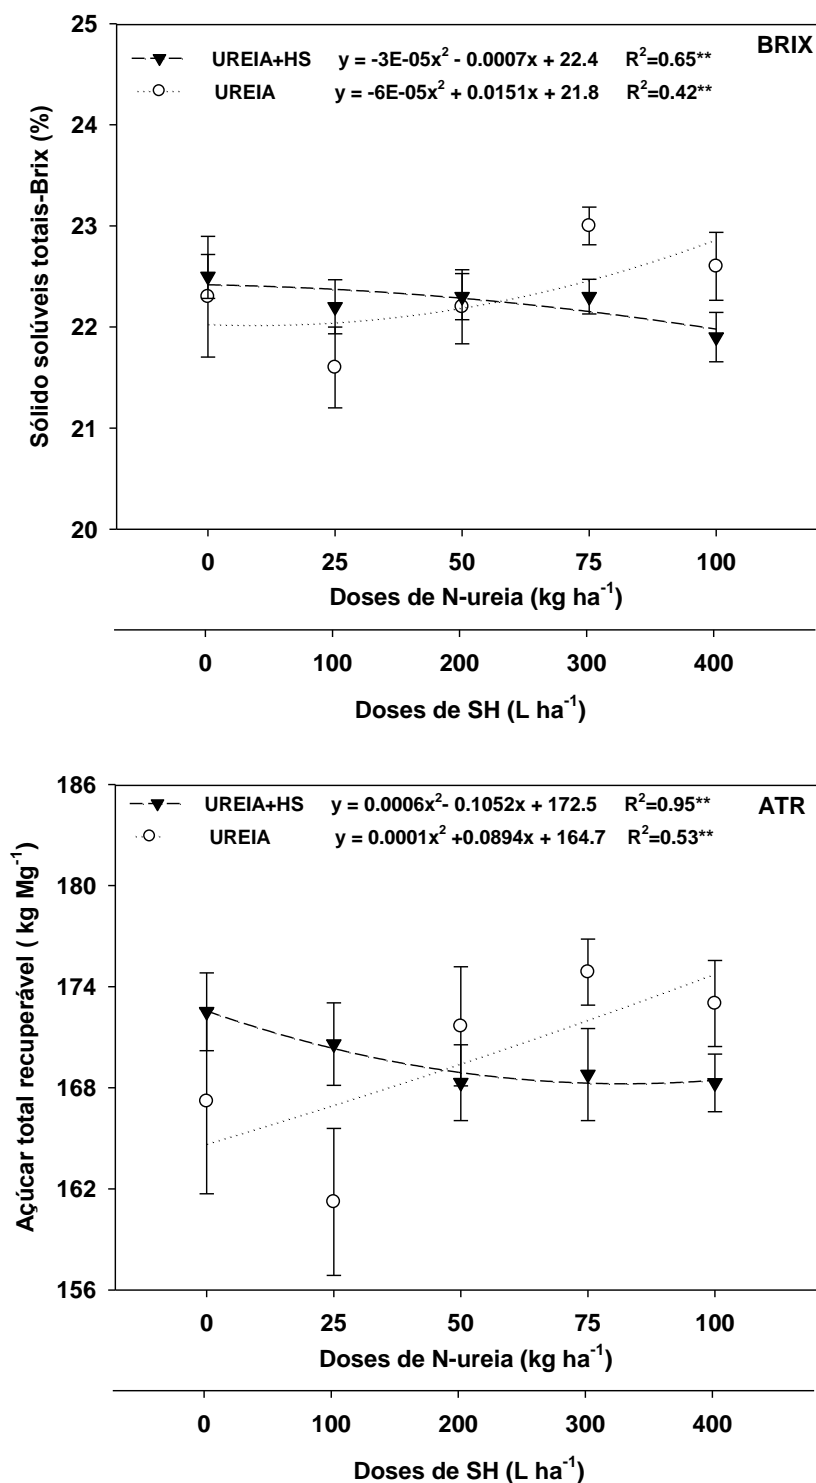 25
BRIX
UREIA+HS y = -3E-05x² - 0.0007x + 22.4 R²=0.65**
UREIA y = -6E-05x² + 0.0151x + 21.8 R²=0.42**
24
23
22
21
20
Sólido solúveis totais-Brix (%)
0 25 50 75 100
Doses de N-ureia (kg ha⁻¹)
0 100 200 300 400
Doses de SH (L ha⁻¹)
186
UREIA+HS y = 0.0006x²- 0.1052x + 172.5 R²=0.95** ATR
UREIA y = 0.0001x² +0.0894x + 164.7 R²=0.53**
180
174
168
162
156
Açúcar total recuperável ( kg Mg⁻¹)
0 25 50 75 100
Doses de N-ureia (kg ha⁻¹)
0 100 200 300 400
Doses de SH (L ha⁻¹)